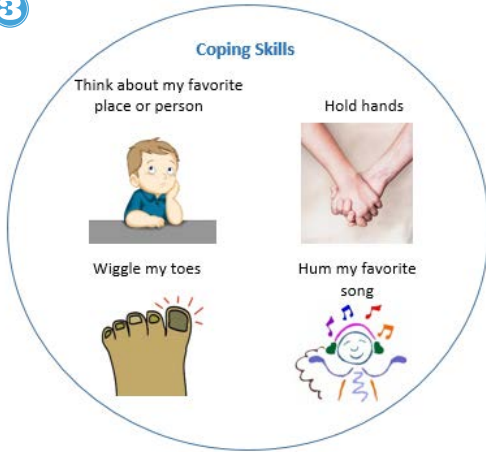 3
Coping Skills
Think about my favorite
place or person
Hold hands
Wiggle my toes
Hum my favorite
song